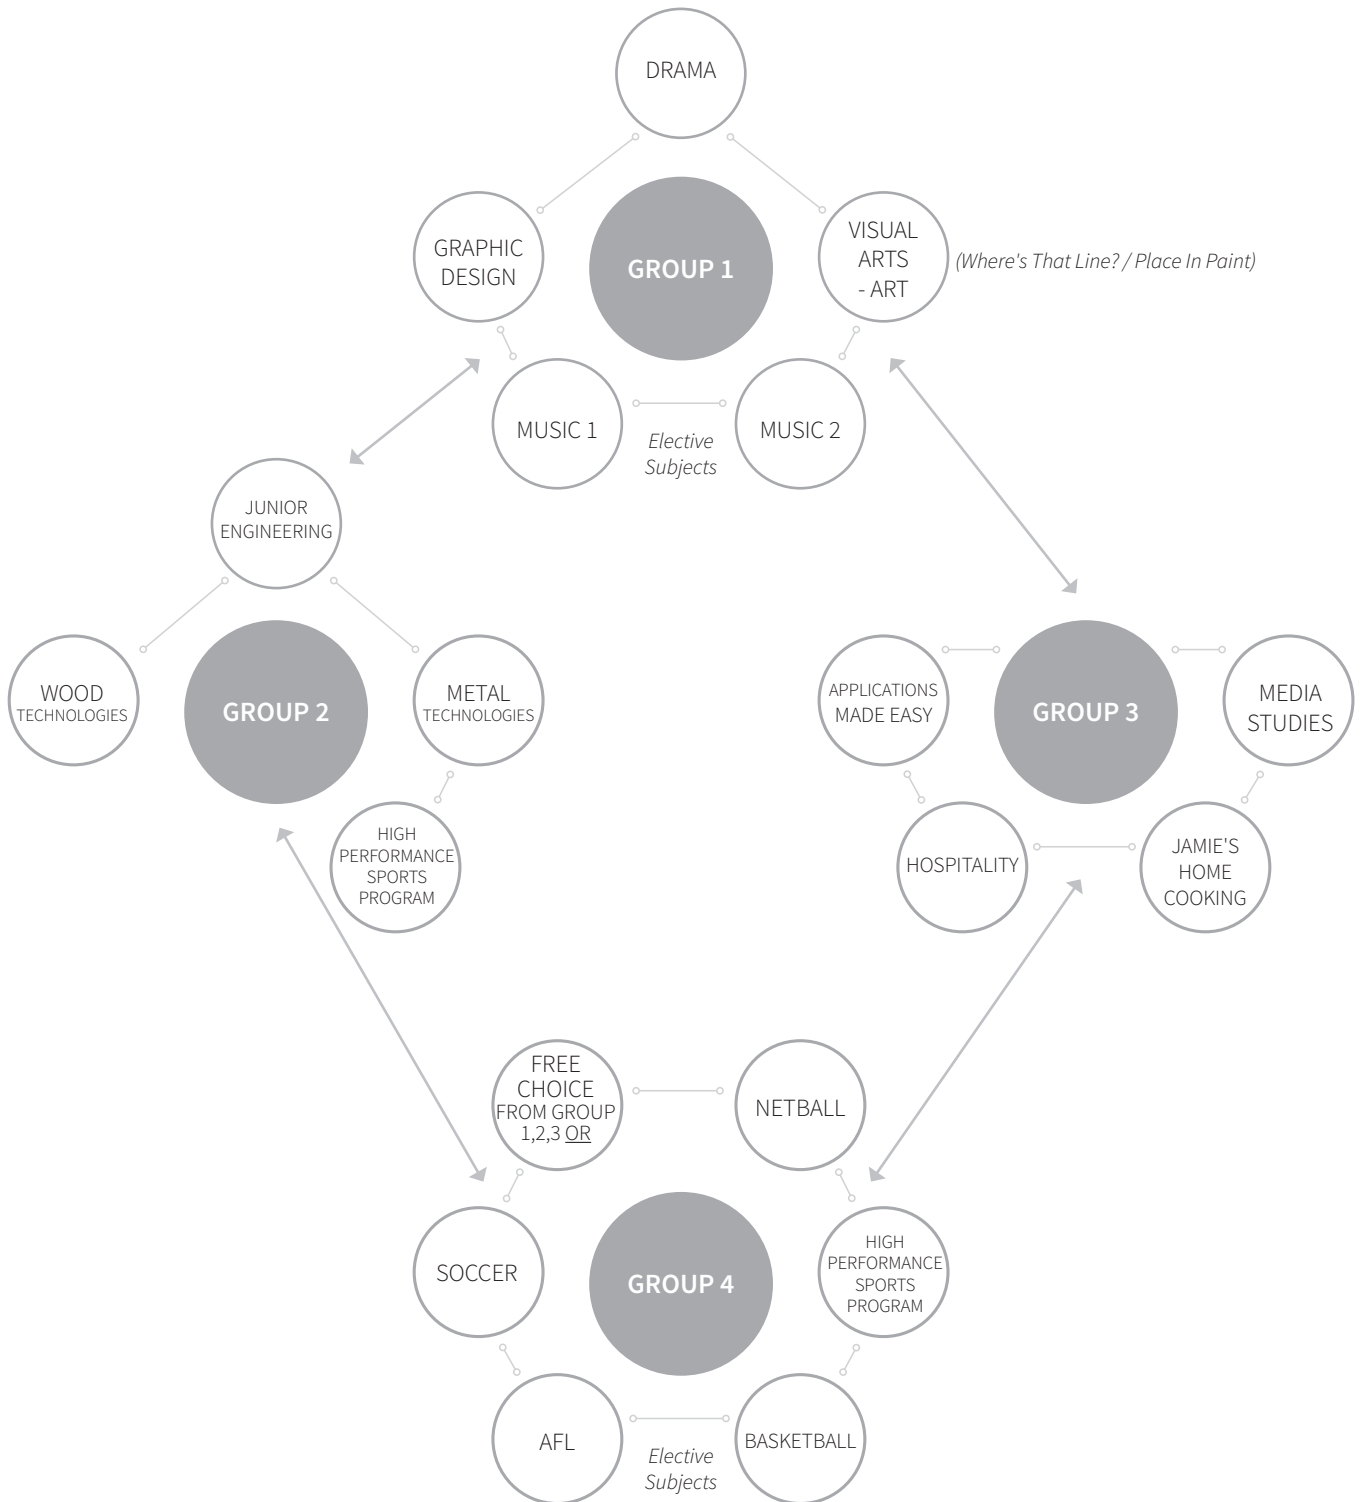 DRAMA
GRAPHIC
DESIGN
GROUP 1
VISUAL
ARTS
- ART
(Where's That Line? / Place In Paint)
MUSIC 1
Elective
Subjects
MUSIC 2
JUNIOR
ENGINEERING
WOOD
TECHNOLOGIES
GROUP 2
METAL
TECHNOLOGIES
HIGH
PERFORMANCE
SPORTS
PROGRAM
APPLICATIONS
MADE EASY
GROUP 3
MEDIA
STUDIES
HOSPITALITY
JAMIE'S
HOME
COOKING
FREE
CHOICE
FROM GROUP
1,2,3 OR
NETBALL
SOCCER
GROUP 4
HIGH
PERFORMANCE
SPORTS
PROGRAM
AFL
Elective
Subjects
BASKETBALL